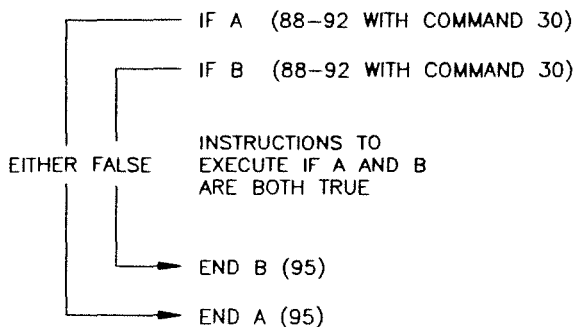 IF A (88-92 WITH COMMAND 30)
IF B (88-92 WITH COMMAND 30)
EITHER FALSE
INSTRUCTIONS TO
EXECUTE IF A AND B
ARE BOTH TRUE
END B (95)
END A (95)